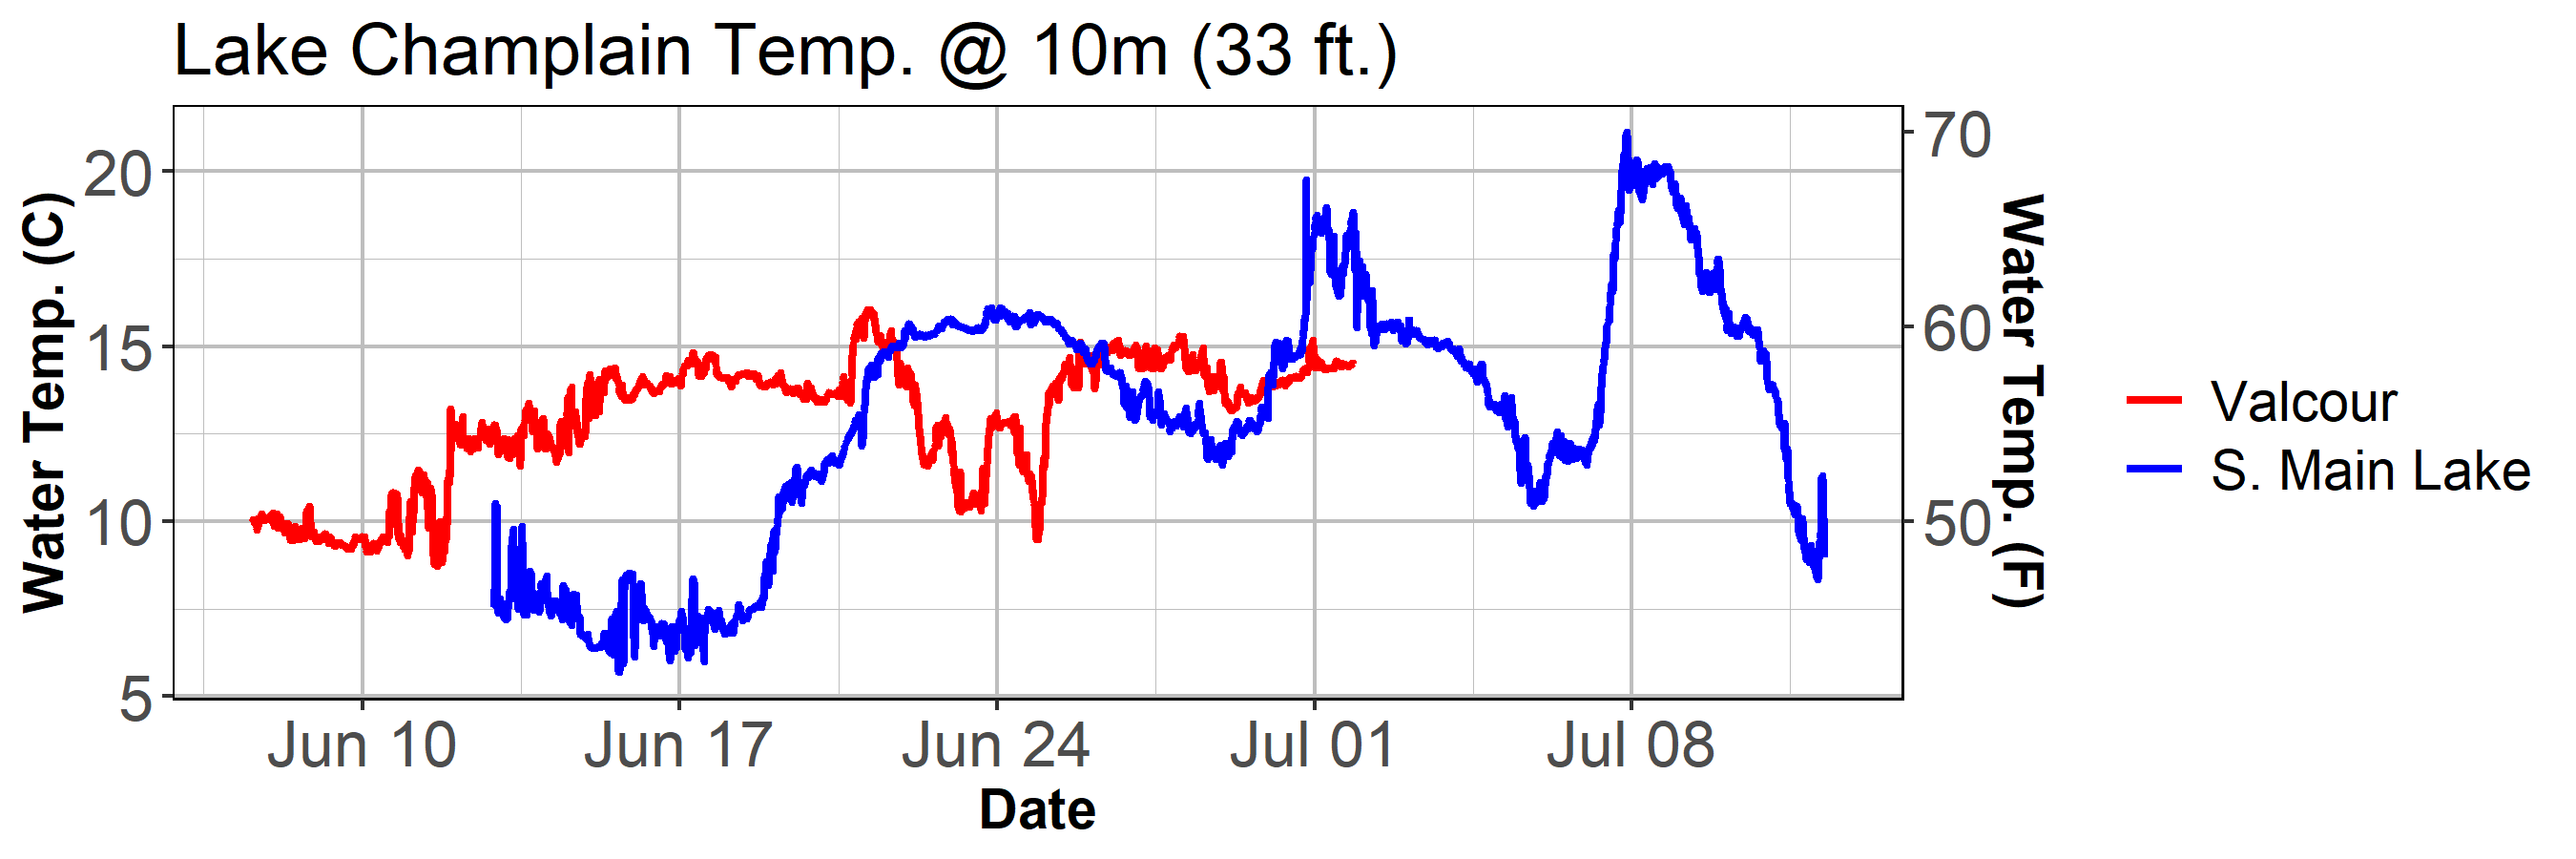 Lake Champlain Temp. @ 10m (33 ft.)
Water Temp. (C)
20
15
10
5
70
60
50
Water Temp. (F)
Jun 10
Jun 17
Jun 24
Jul 01
Jul 08
Date
Valcour
S. Main Lake